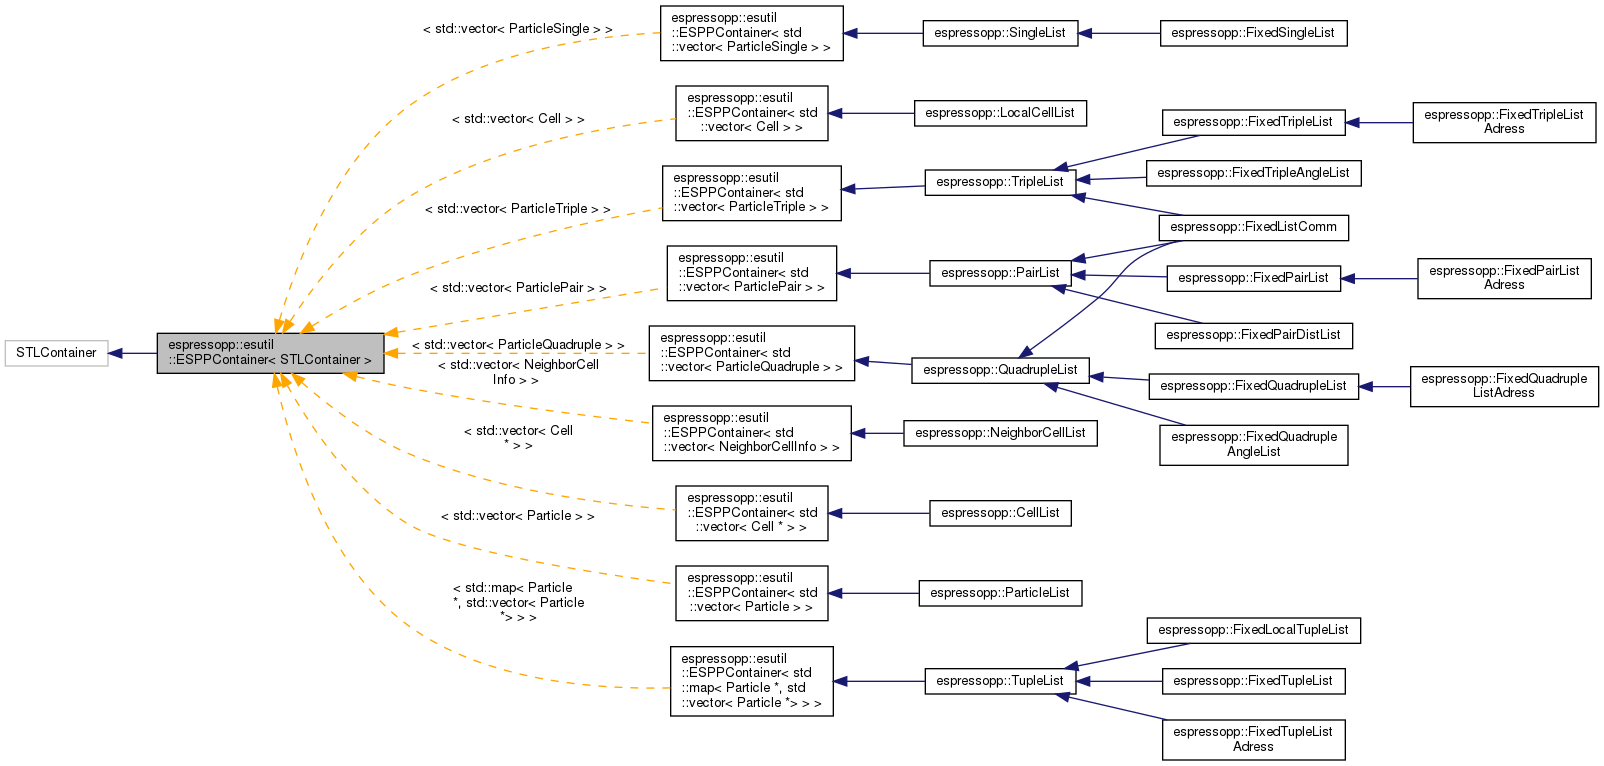 STLContainer
espressopp::esutil
::ESPPContainer< STLContainer >
< std::vector< ParticleSingle > >
< std::vector< Cell > >
< std::vector< ParticleTriple > >
< std::vector< ParticlePair > >
< std::vector< ParticleQuadruple > >
< std::vector< NeighborCell
Info > >
< std::vector< Cell
* > >
< std::vector< Particle > >
< std::map< Particle
*, std::vector< Particle
*> > >
espressopp::esutil
::ESPPContainer< std
::vector< ParticleSingle > >
espressopp::SingleList
espressopp::FixedSingleList
espressopp::esutil
::ESPPContainer< std
::vector< Cell > >
espressopp::LocalCellList
espressopp::esutil
::ESPPContainer< std
::vector< ParticleTriple > >
espressopp::TripleList
espressopp::FixedTripleList
espressopp::FixedTripleList
Adress
espressopp::FixedTripleAngleList
espressopp::FixedListComm
espressopp::esutil
::ESPPContainer< std
::vector< ParticlePair > >
espressopp::PairList
espressopp::FixedPairList
espressopp::FixedPairList
Adress
espressopp::FixedPairDistList
espressopp::esutil
::ESPPContainer< std
::vector< ParticleQuadruple > >
espressopp::QuadrupleList
espressopp::FixedQuadrupleList
espressopp::FixedQuadruple
ListAdress
espressopp::FixedQuadruple
AngleList
espressopp::esutil
::ESPPContainer< std
::vector< NeighborCellInfo > >
espressopp::NeighborCellList
espressopp::esutil
::ESPPContainer< std
::vector< Cell * > >
espressopp::CellList
espressopp::esutil
::ESPPContainer< std
::vector< Particle > >
espressopp::ParticleList
espressopp::esutil
::ESPPContainer< std
::map< Particle *, std
::vector< Particle *> > >
espressopp::TupleList
espressopp::FixedLocalTupleList
espressopp::FixedTupleList
espressopp::FixedTupleList
Adress